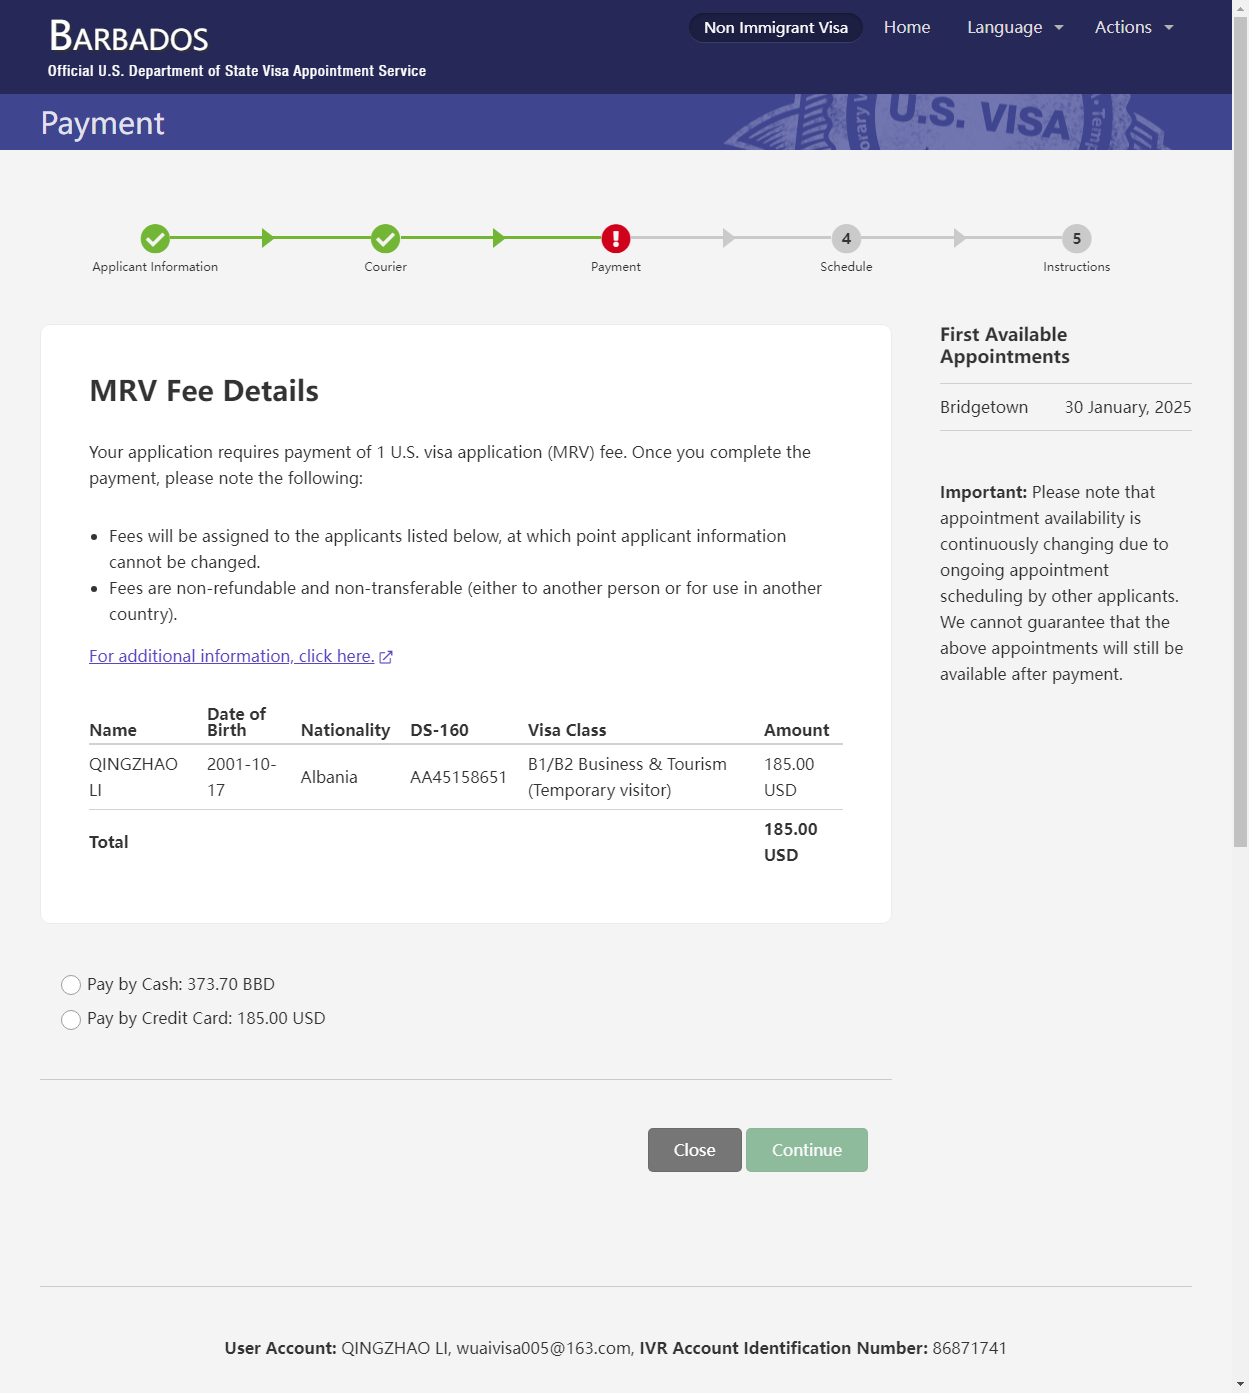 BARBADOS
Official U.S. Department of State Visa Appointment Service
Non Immigrant Visa
Home
Language
Actions
Payment
U.S. VISA
Applicant Information
Courier
Payment
4
Schedule
5
Instructions
MRV Fee Details
Your application requires payment of 1 U.S. visa application (MRV) fee. Once you complete the
payment, please note the following:
• Fees will be assigned to the applicants listed below, at which point applicant information
cannot be changed.
• Fees are non-refundable and non-transferable (either to another person or for use in another
country).
For additional information, click here.
Name Date of Birth Nationality DS-160 Visa Class Amount
QINGZHAO 2001-10- Albania AA45158651 B1/B2 Business & Tourism 185.00
LI 17 (Temporary visitor) USD
Total 185.00
USD
Pay by Cash: 373.70 BBD
Pay by Credit Card: 185.00 USD
Close
Continue
First Available
Appointments
Bridgetown 30 January, 2025
Important: Please note that
appointment availability is
continuously changing due to
ongoing appointment
scheduling by other applicants.
We cannot guarantee that the
above appointments will still be
available after payment.
User Account: QINGZHAO LI, wuaivisa005@163.com, IVR Account Identification Number: 86871741